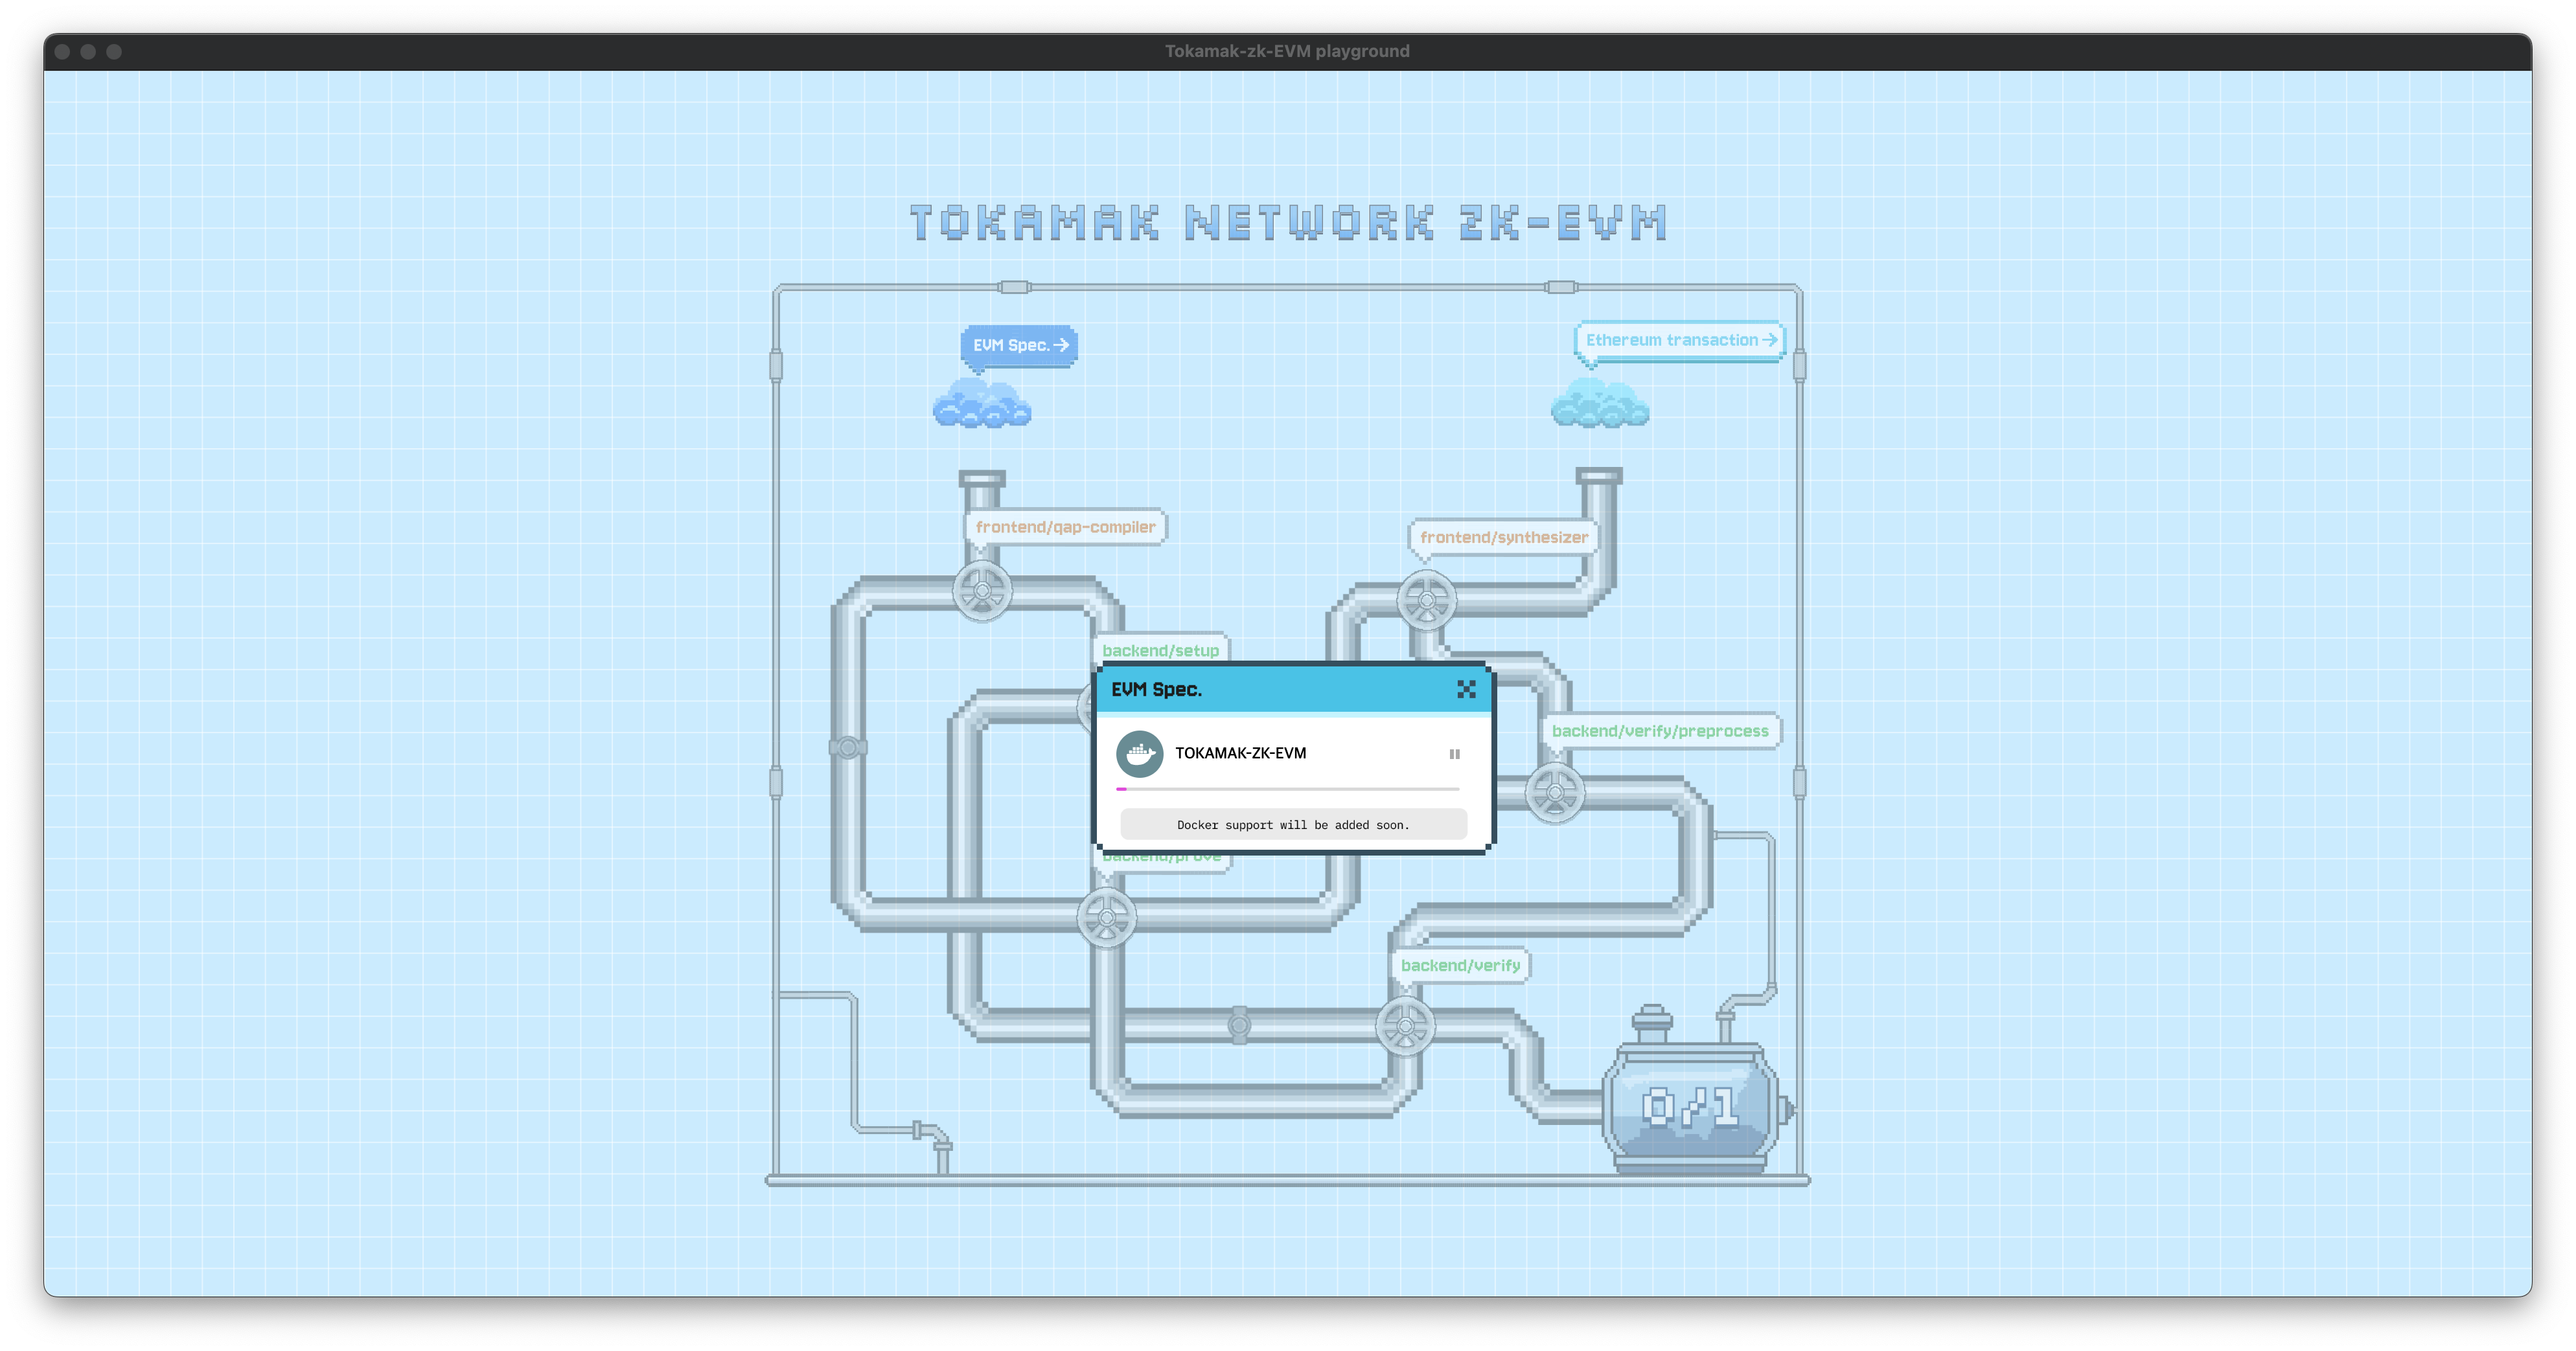 Tokamak-zk-EVM playground
TOKAMAK NETWORK ZK-EVM
EVM Spec.
Ethereum transaction
frontend/qap-compiler
frontend/synthesizer
backend/setup
EVM Spec.
TOKAMAK-ZK-EVM
Docker support will be added soon.
backend/verify/preprocess
backend/prove
backend/verify
0/1